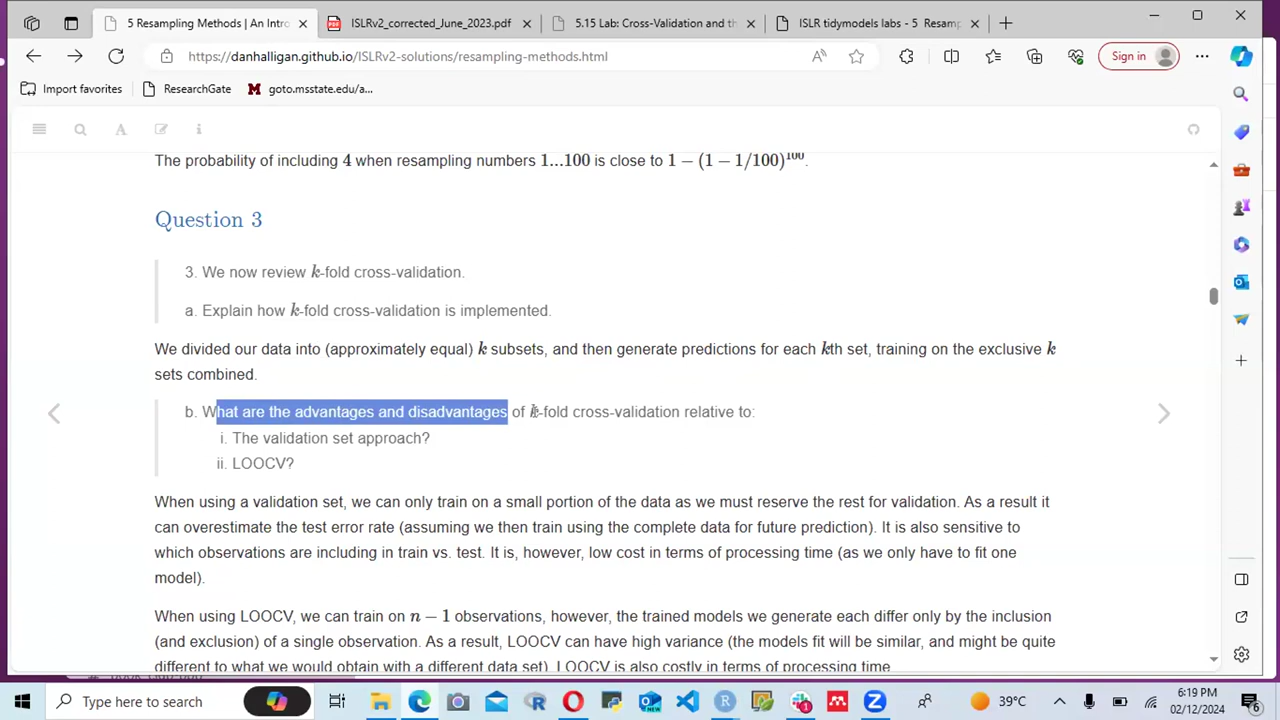 5 Resampling Methods | An Intro
ISLRv2_corrected_June_2023.pdf
5.15 Lab: Cross-Validation and th
ISLR tidymodels labs - 5 Resamp
https://danhalligan.github.io/ISLRv2-solutions/resampling-methods.html
Sign in
Import favorites
ResearchGate
goto.msstate.edu/a...
The probability of including 4 when resampling numbers 1...100 is close to 1 − (1 − 1/100)^100.
Question 3
3. We now review k-fold cross-validation.
a. Explain how k-fold cross-validation is implemented.
We divided our data into (approximately equal) k subsets, and then generate predictions for each kth set, training on the exclusive k
sets combined.
b. What are the advantages and disadvantages of k-fold cross-validation relative to:
i. The validation set approach?
ii. LOOCV?
When using a validation set, we can only train on a small portion of the data as we must reserve the rest for validation. As a result it
can overestimate the test error rate (assuming we then train using the complete data for future prediction). It is also sensitive to
which observations are including in train vs. test. It is, however, low cost in terms of processing time (as we only have to fit one
model).
When using LOOCV, we can train on n − 1 observations, however, the trained models we generate each differ only by the inclusion
(and exclusion) of a single observation. As a result, LOOCV can have high variance (the models fit will be similar, and might be quite
different to what we would obtain with a different data set). LOOCV is also costly in terms of processing time.
Type here to search
39°C
6:19 PM
02/12/2024